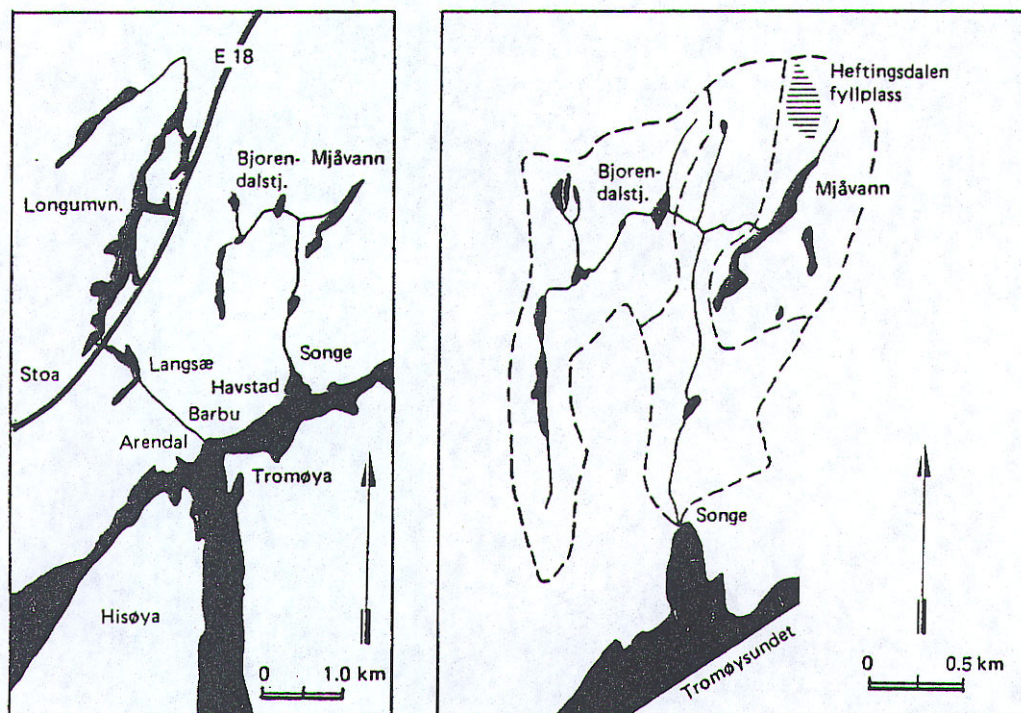 E 18
Bjoren-
dalstj.
Mjåvann
Longumvn.
Stoa
Langsæ
Songe
Havstad
Barbu
Arendal
Tromøya
Hisøya
0 1.0 km
Heftingsdalen
fyllplass
Bjoren-
dalstj.
Mjåvann
Songe
Tromøysundet
0 0.5 km